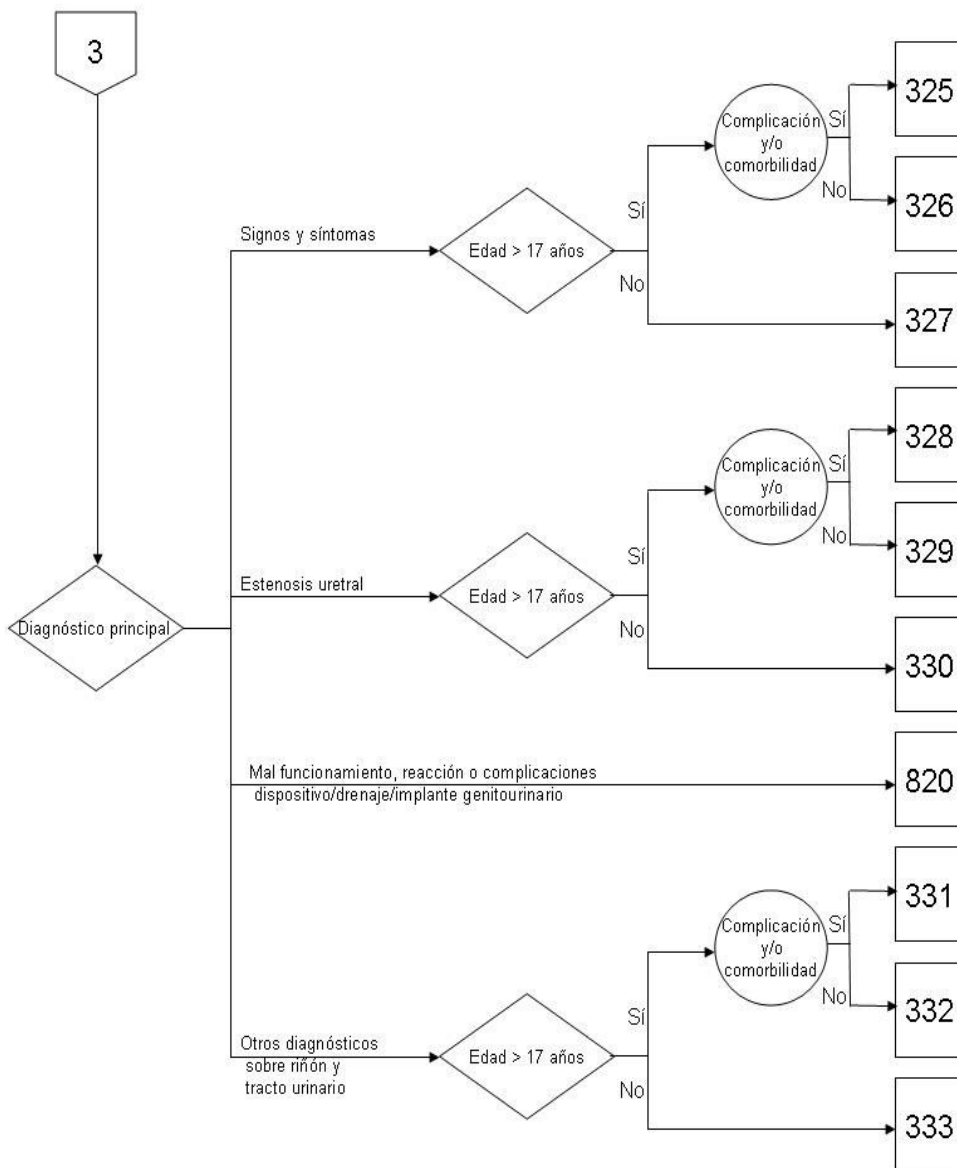 3
Diagnóstico principal
Signos y síntomas
Edad > 17 años
Sí
No
Complicación
y/o
comorbilidad
Sí
No
325
326
327
Estenosis uretral
Edad > 17 años
Sí
No
Complicación
y/o
comorbilidad
Sí
No
328
329
330
Mal funcionamiento, reacción o complicaciones
dispositivo/drenaje/implante genitourinario
820
Otros diagnósticos
sobre riñón y
tracto urinario
Edad > 17 años
Sí
No
Complicación
y/o
comorbilidad
Sí
No
331
332
333